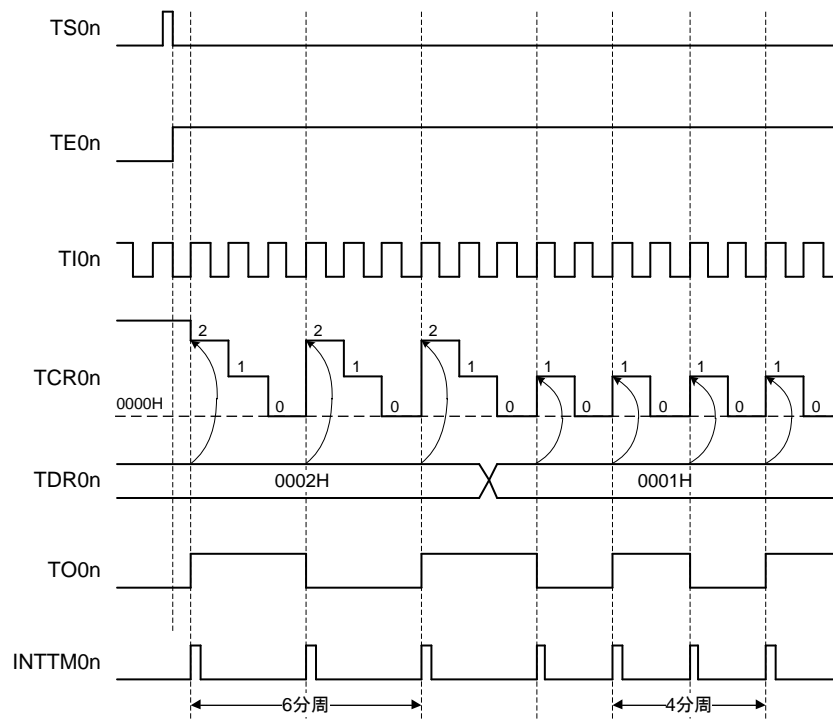 TS0n
TE0n
TI0n
TCR0n
2 2 2
1 1 1 1 1 1 1
0000H 0 0 0 0 0 0 0
TDR0n 0002H 0001H
TO0n
INTTM0n
6分周 4分周